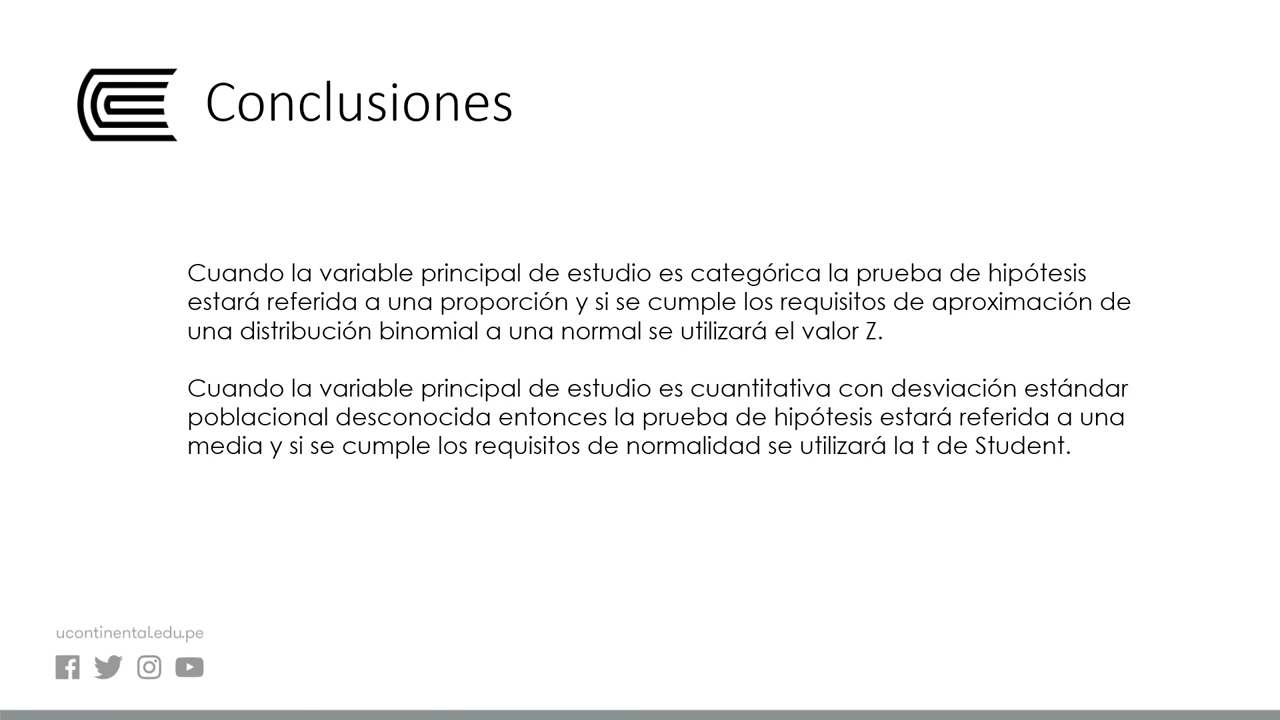 Conclusiones
Cuando la variable principal de estudio es categórica la prueba de hipótesis
estará referida a una proporción y si se cumple los requisitos de aproximación de
una distribución binomial a una normal se utilizará el valor Z.
Cuando la variable principal de estudio es cuantitativa con desviación estándar
poblacional desconocida entonces la prueba de hipótesis estará referida a una
media y si se cumple los requisitos de normalidad se utilizará la t de Student.
ucontinental.edu.pe